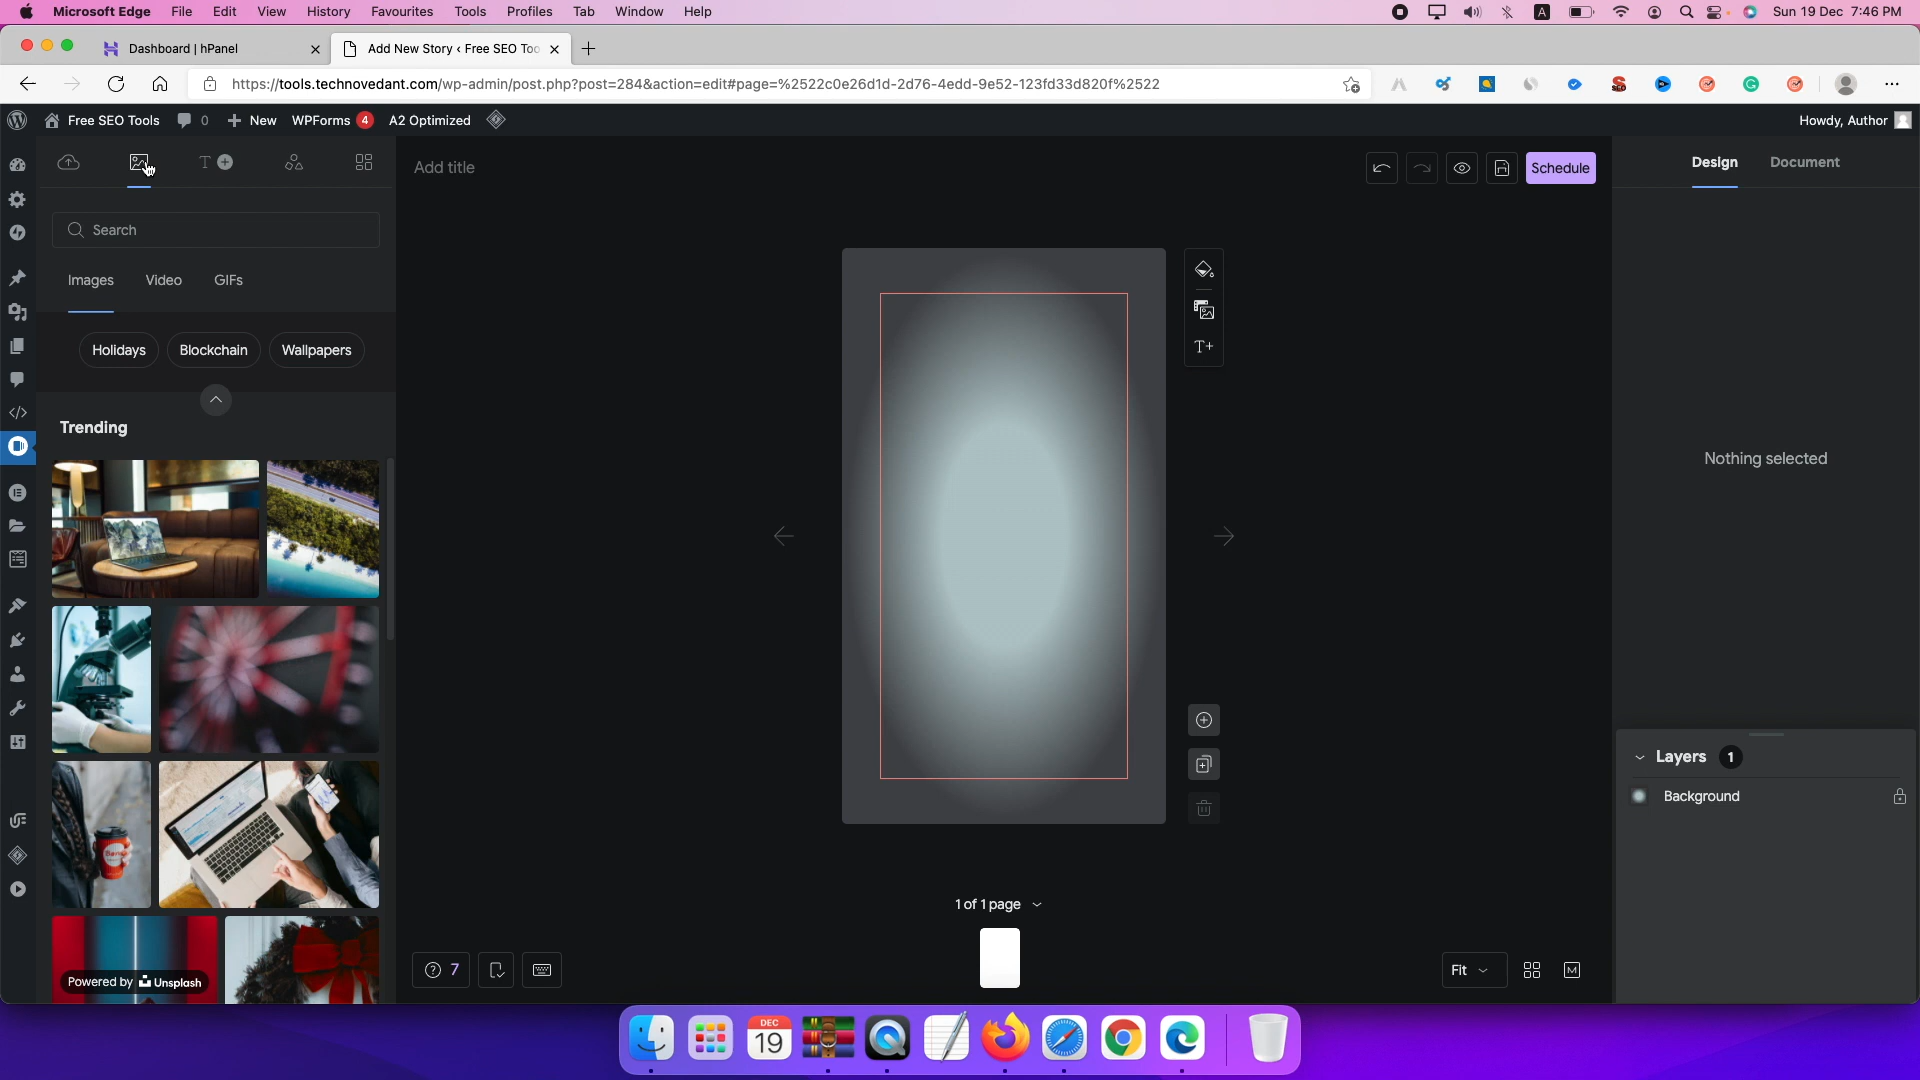 Microsoft Edge File Edit View History Favourites Tools Profiles Tab Window Help
A Sun 19 Dec 7:46 PM
Dashboard | hPanel
Add New Story ‹ Free SEO Too
https://tools.technovedant.com/wp-admin/post.php?post=284&action=edit#page=%2522c0e26d1d-2d76-4edd-9e52-123fd33d820f%2522
Free SEO Tools 0 New WPForms 4 A2 Optimized
Howdy, Author
T
Add title
Schedule
Design Document
Search
Images Video GIFs
Holidays Blockchain Wallpapers
T+
Trending
Nothing selected
Layers 1
Background
1 of 1 page
7
Fit
M
Powered by Unsplash
DEC
19